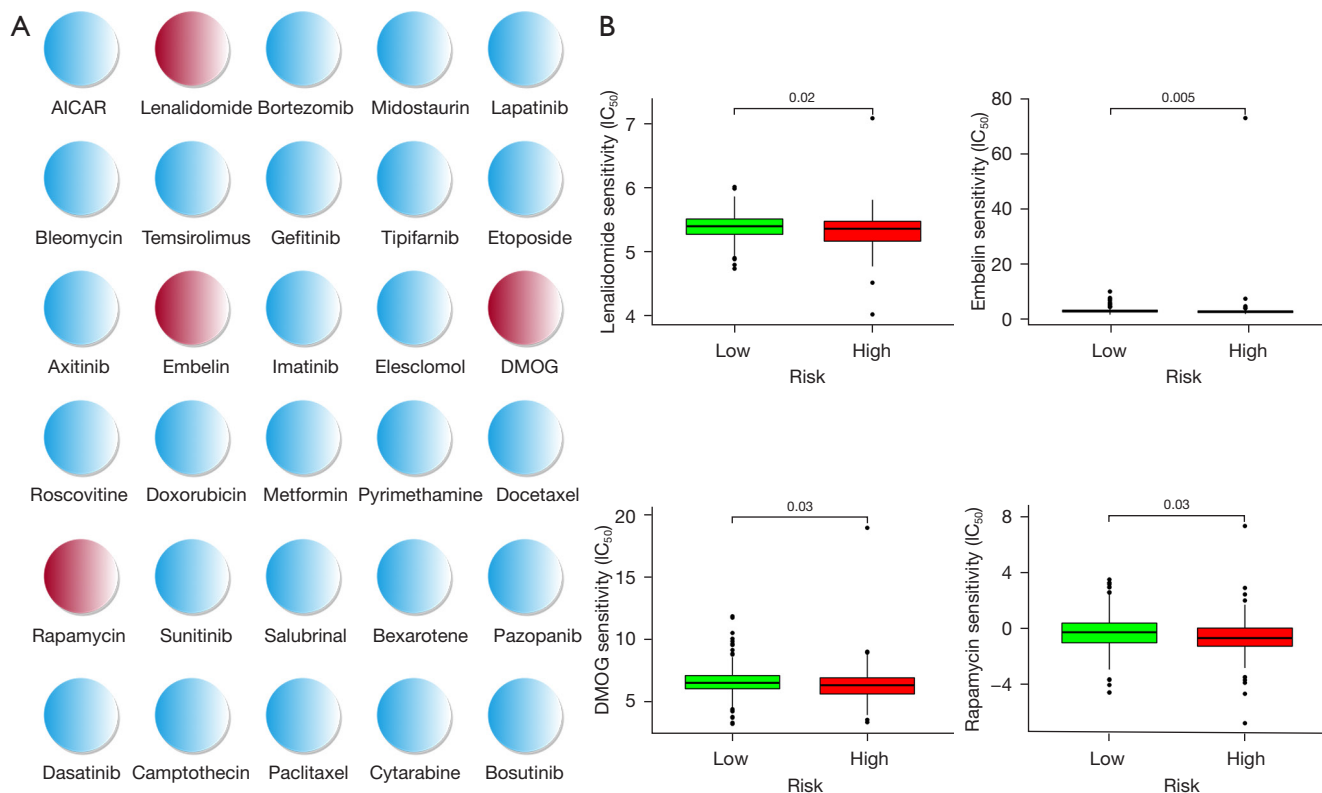 A
AICAR Lenalidomide Bortezomib Midostaurin Lapatinib
Bleomycin Temsirolimus Gefitinib Tipifarnib Etoposide
Axitinib Embelin Imatinib Elesclomol DMOG
Roscovitine Doxorubicin Metformin Pyrimethamine Docetaxel
Rapamycin Sunitinib Salubrinal Bexarotene Pazopanib
Dasatinib Camptothecin Paclitaxel Cytarabine Bosutinib
B
Lenalidomide sensitivity (IC50)
7
6
5
4
0.02
Low High
Risk
Embelin sensitivity (IC50)
80
60
40
20
0
0.005
Low High
Risk
DMOG sensitivity (IC50)
20
15
10
5
0.03
Low High
Risk
Rapamycin sensitivity (IC50)
8
4
0
−4
0.03
Low High
Risk